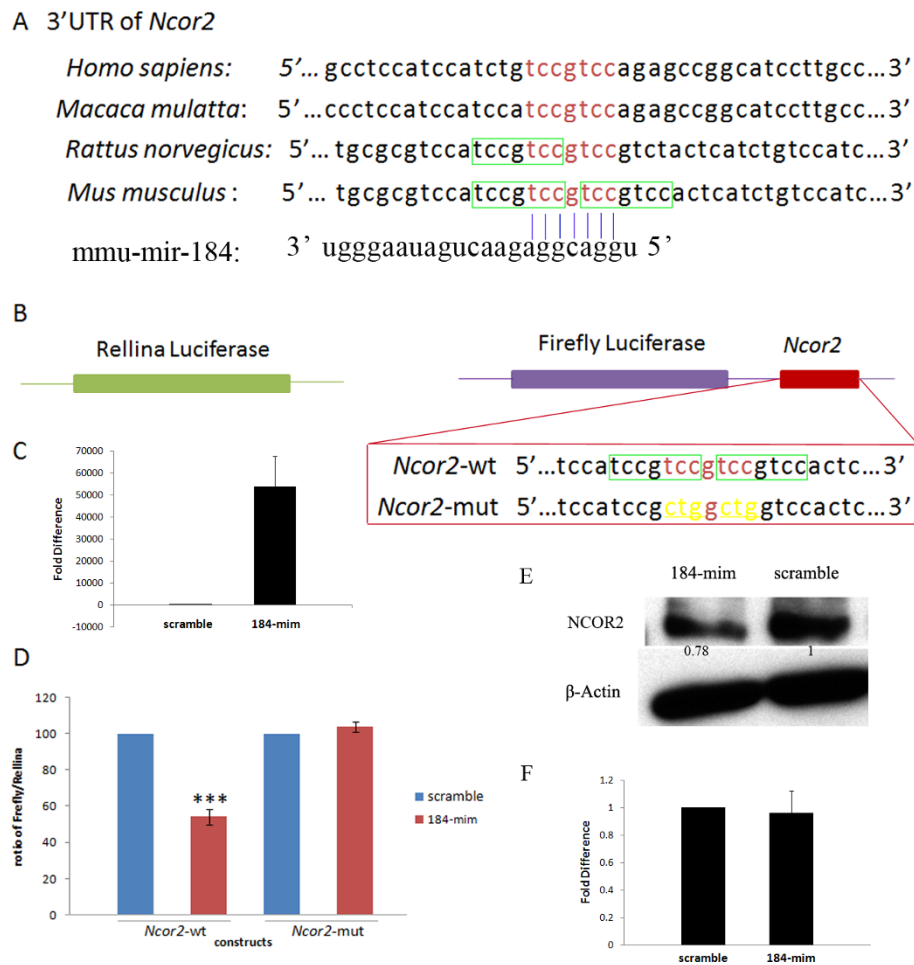 A 3'UTR of Ncor2
Homo sapiens: 5'... gcctccatccatctgtccgtccagagccggcatccttgcc...3'
Macaca mulatta: 5'... ccctccatccatccatccgtccagagccggcatccttgcc...3'
Rattus norvegicus: 5'... tgcgcgtccatccgtccgtccgtctactcatctgtccatc...3'
Mus musculus : 5'... tgcgcgtccatccgtccgtccgtccactcatctgtccatc...3'
mmu-mir-184: 3' ugggaauagucaagaggcaggu 5'
B
Rellina Luciferase
Firefly Luciferase
Ncor2
Ncor2-wt 5'...tccatccgtccgtccgtccactc...3'
Ncor2-mut 5'...tccatccgctggctggtccactc...3'
C
Fold Difference
70000
60000
50000
40000
30000
20000
10000
0
-10000
scramble
184-mim
D
rotio of Frefly/Rellina
120
100
80
60
40
20
0
***
scramble
184-mim
Ncor2-wt
Ncor2-mut
constructs
E
184-mim scramble
NCOR2
0.78 1
β-Actin
F
Fold Difference
1.2
1
0.8
0.6
0.4
0.2
0
scramble
184-mim